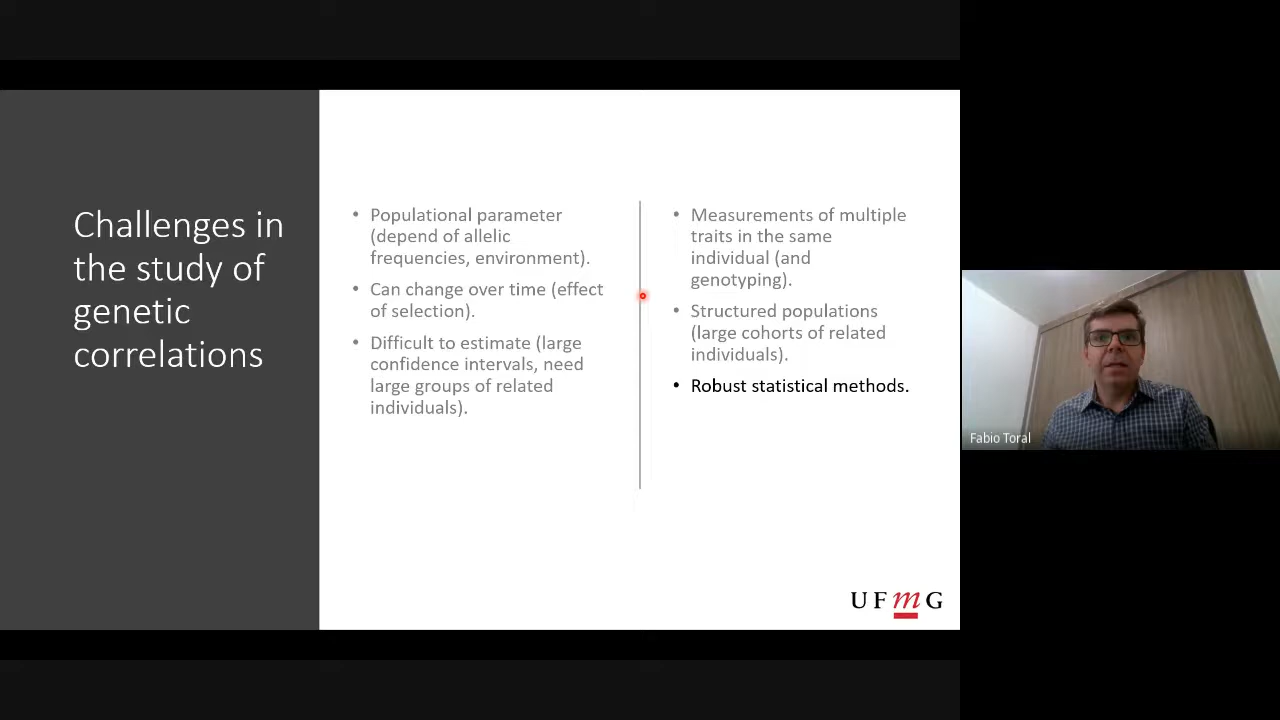 Challenges in
the study of
genetic
correlations
• Populational parameter
(depend of allelic
frequencies, environment).
• Can change over time (effect
of selection).
• Difficult to estimate (large
confidence intervals, need
large groups of related
individuals).
• Measurements of multiple
traits in the same
individual (and
genotyping).
• Structured populations
(large cohorts of related
individuals).
• Robust statistical methods.
UFmG
Fabio Toral